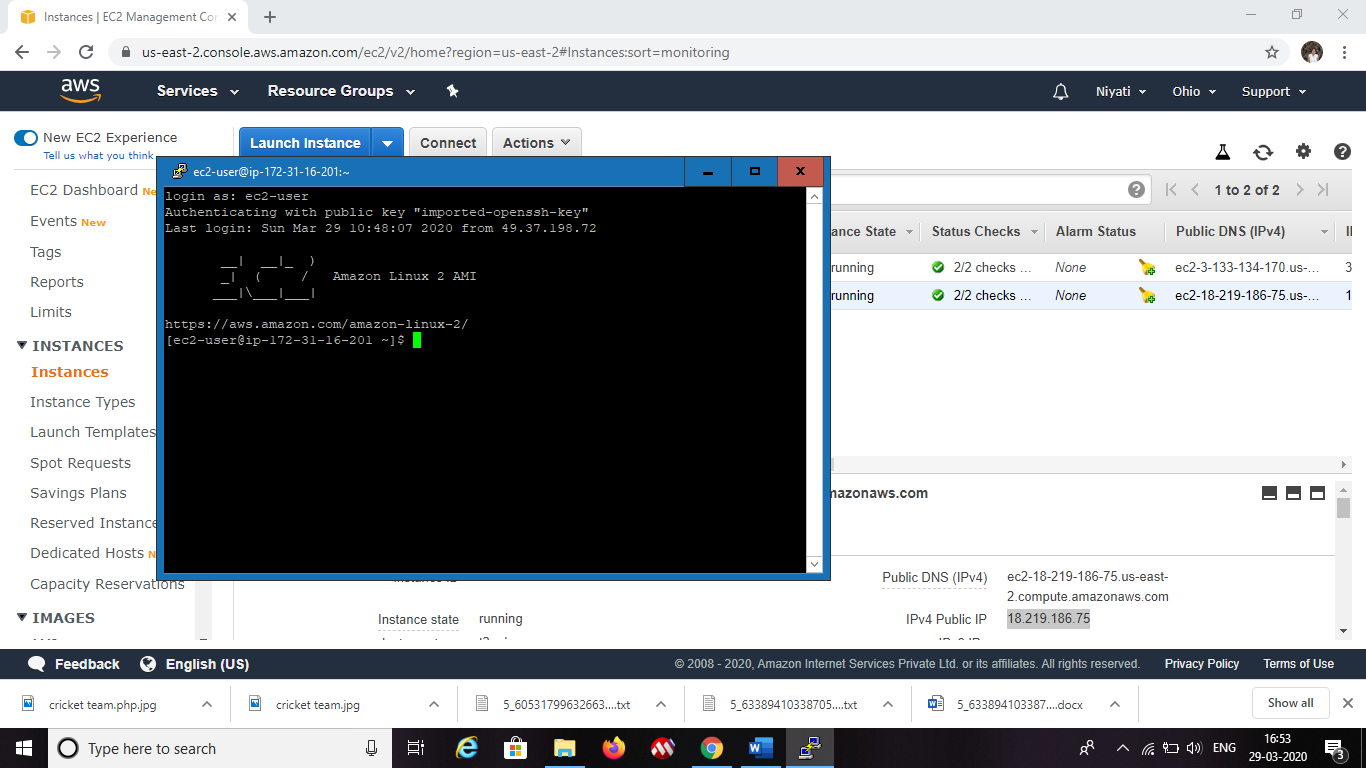 Instances | EC2 Management Con
us-east-2.console.aws.amazon.com/ec2/v2/home?region=us-east-2#Instances:sort=monitoring
aws Services Resource Groups Niyati Ohio Support
New EC2 Experience
Tell us what you think
Launch Instance Connect Actions
EC2 Dashboard
Events New
Tags
Reports
Limits
INSTANCES
Instances
Instance Types
Launch Templates
Spot Requests
Savings Plans
Reserved Instance
Dedicated Hosts
Capacity Reservations
IMAGES
ec2-user@ip-172-31-16-201:~
login as: ec2-user
Authenticating with public key "imported-openssh-key"
Last login: Sun Mar 29 10:48:07 2020 from 49.37.198.72
Amazon Linux 2 AMI
https://aws.amazon.com/amazon-linux-2/
[ec2-user@ip-172-31-16-201 ~]$
1 to 2 of 2
ance State Status Checks Alarm Status Public DNS (IPv4)
running 2/2 checks ... None ec2-3-133-134-170.us-...
running 2/2 checks ... None ec2-18-219-186-75.us-...
mazonaws.com
Public DNS (IPv4) ec2-18-219-186-75.us-east-
2.compute.amazonaws.com
Instance state running IPv4 Public IP 18.219.186.75
Feedback English (US) © 2008 - 2020, Amazon Internet Services Private Ltd. or its affiliates. All rights reserved. Privacy Policy Terms of Use
cricket team.php.jpg cricket team.jpg 5_60531799632663....txt 5_63389410338705....txt 5_633894103387....docx Show all
Type here to search ENG 16:53
29-03-2020 3